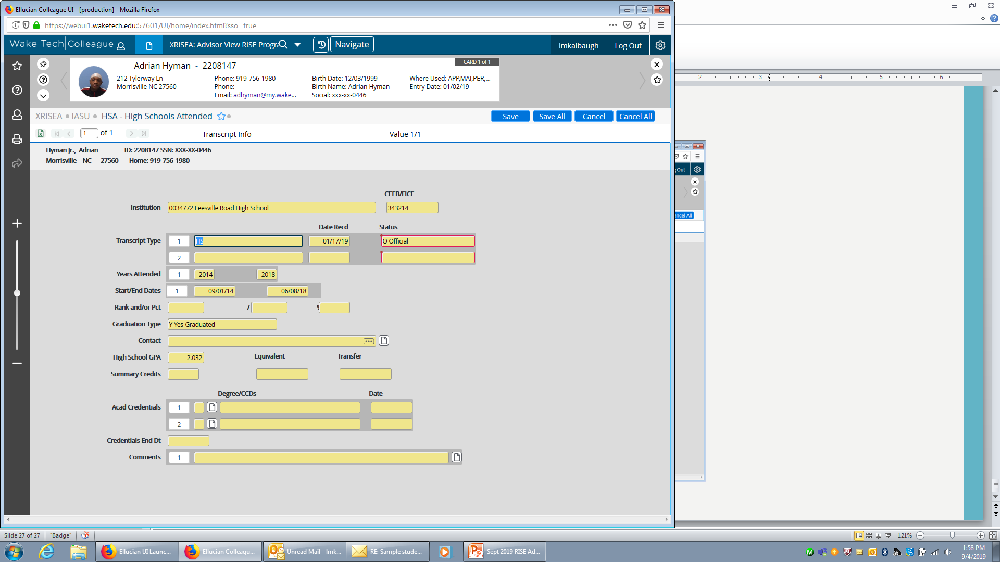 Ellucian Colleague UI - [production] - Mozilla Firefox
https://webui1.waketech.edu:57601/UI/home/index.html?sso=true
Wake Tech Colleague
XRISEA: Advisor View RISE Progra
Navigate
lmkalbaugh
Log Out
CARD 1 of 1
Adrian Hyman - 2208147
212 Tylerway Ln
Morrisville NC 27560
Phone: 919-756-1980
Phone:
Email: adhyman@my.wake...
Birth Date: 12/03/1999
Birth Name: Adrian Hyman
Social: xxx-xx-0446
Where Used: APP,MAI,PER,...
Entry Date: 01/02/19
XRISEA IASU HSA - High Schools Attended
Save
Save All
Cancel
Cancel All
1 of 1
Transcript Info
Value 1/1
Hyman Jr., Adrian ID: 2208147 SSN: XXX-XX-0446
Morrisville NC 27560 Home: 919-756-1980
CEEB/FICE
Institution 0034772 Leesville Road High School 343214
Date Recd Status
Transcript Type 1 HS 01/17/19 O Official
2
Years Attended 1 2014 2018
Start/End Dates 1 09/01/14 06/08/18
Rank and/or Pct /
Graduation Type Y Yes-Graduated
Contact
High School GPA 2.032 Equivalent Transfer
Summary Credits
Degree/CCDs Date
Acad Credentials 1
2
Credentials End Dt
Comments 1
2 3 4 5 6
Out
ancel All
Slide 27 of 27
"Badge"
121%
Ellucian UI Launc...
Ellucian Colleagu...
Unread Mail - lmk...
RE: Sample stude...
Sept 2019 RISE Ad...
1:58 PM
9/4/2019